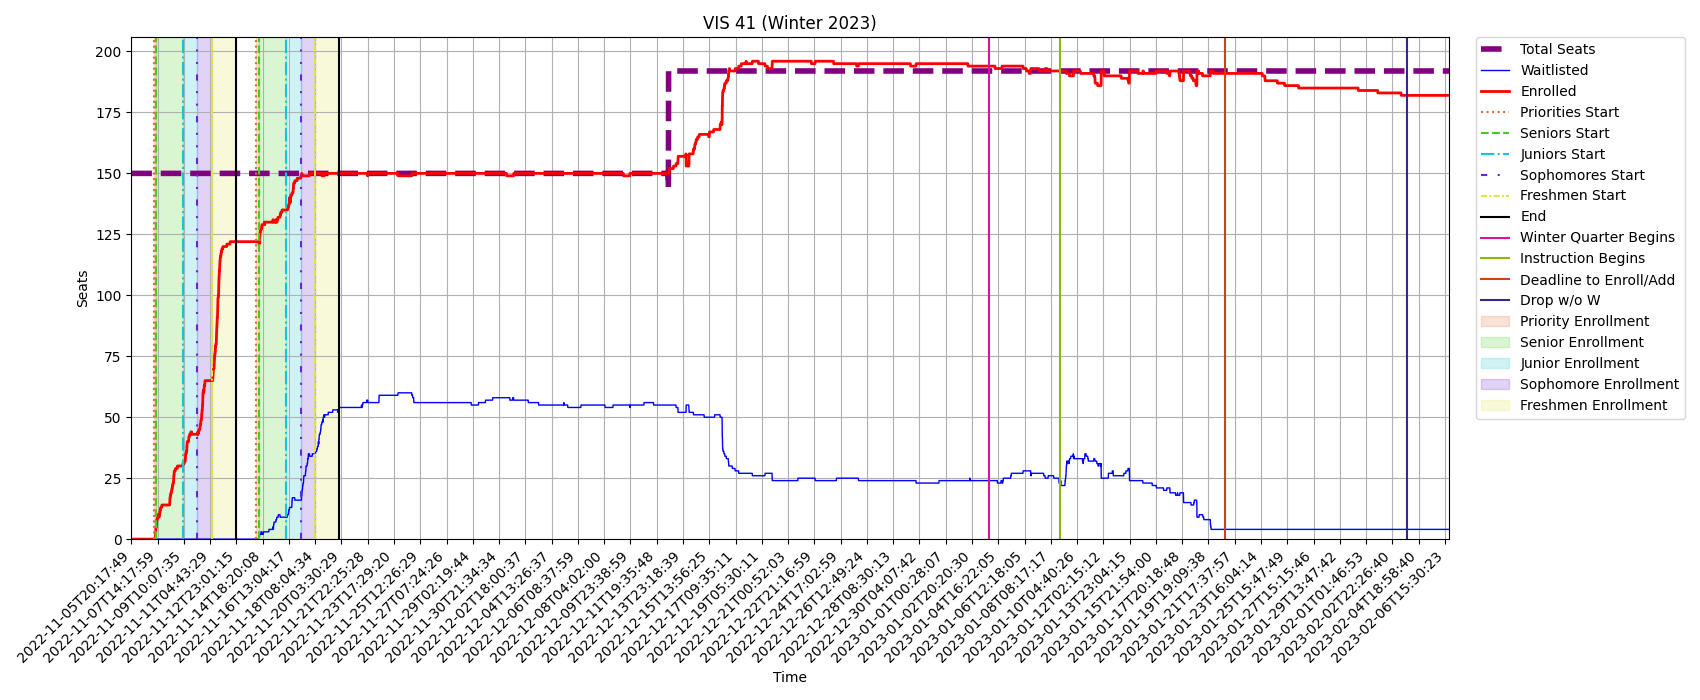 VIS 41 (Winter 2023)
Seats
200
175
150
125
100
75
50
25
0
2022-11-05T20:17:49
2022-11-07T14:17:59
2022-11-09T10:07:35
2022-11-11T04:43:29
2022-11-12T23:01:15
2022-11-14T18:20:08
2022-11-16T13:04:17
2022-11-18T08:04:34
2022-11-20T03:30:29
2022-11-21T22:25:28
2022-11-23T17:29:20
2022-11-25T12:26:29
2022-11-27T07:24:26
2022-11-29T02:19:44
2022-11-30T21:34:34
2022-12-02T18:00:37
2022-12-04T13:26:37
2022-12-06T08:37:59
2022-12-08T04:02:00
2022-12-09T23:38:59
2022-12-11T19:35:48
2022-12-13T23:18:39
2022-12-15T13:56:25
2022-12-17T09:35:11
2022-12-19T05:30:11
2022-12-21T00:52:03
2022-12-22T21:16:59
2022-12-24T17:02:59
2022-12-26T12:49:24
2022-12-28T08:30:13
2022-12-30T04:07:42
2023-01-01T00:28:07
2023-01-02T20:20:30
2023-01-04T16:22:05
2023-01-06T12:18:05
2023-01-08T08:17:17
2023-01-10T04:40:26
2023-01-12T02:15:12
2023-01-13T23:04:15
2023-01-15T21:54:00
2023-01-17T20:18:48
2023-01-19T19:09:38
2023-01-21T17:37:57
2023-01-23T16:04:14
2023-01-25T15:47:49
2023-01-27T15:15:46
2023-01-29T13:47:42
2023-02-01T01:46:53
2023-02-02T22:26:40
2023-02-04T18:58:40
2023-02-06T15:30:23
Time
Total Seats
Waitlisted
Enrolled
Priorities Start
Seniors Start
Juniors Start
Sophomores Start
Freshmen Start
End
Winter Quarter Begins
Instruction Begins
Deadline to Enroll/Add
Drop w/o W
Priority Enrollment
Senior Enrollment
Junior Enrollment
Sophomore Enrollment
Freshmen Enrollment